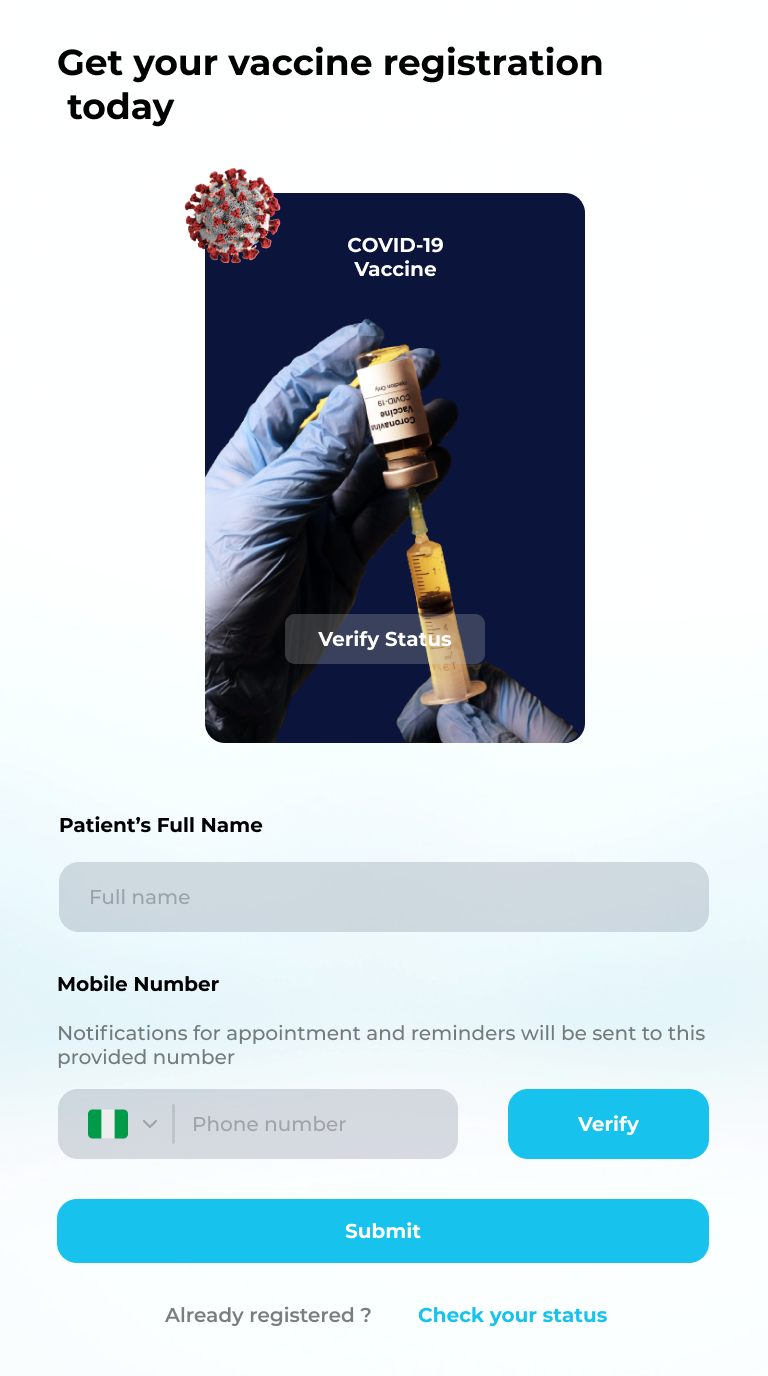 Get your vaccine registration
today
COVID-19
Vaccine
Injection Only
COVID-19
Vaccine
Coronavirus
Verify Status
Patient’s Full Name
Full name
Mobile Number
Notifications for appointment and reminders will be sent to this
provided number
Phone number
Verify
Submit
Already registered ?
Check your status